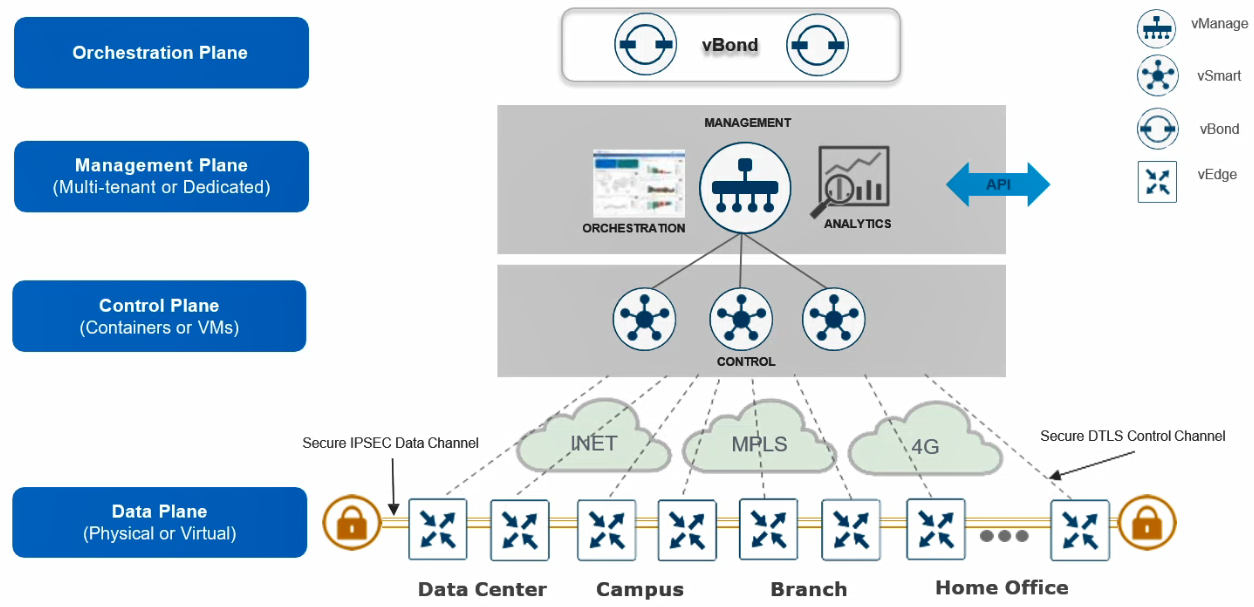 Orchestration Plane
vBond
vManage
vSmart
vBond
vEdge
Management Plane
(Multi-tenant or Dedicated)
MANAGEMENT
ORCHESTRATION
ANALYTICS
API
Control Plane
(Containers or VMs)
CONTROL
INET
MPLS
4G
Secure IPSEC Data Channel
Secure DTLS Control Channel
Data Plane
(Physical or Virtual)
Data Center
Campus
Branch
Home Office